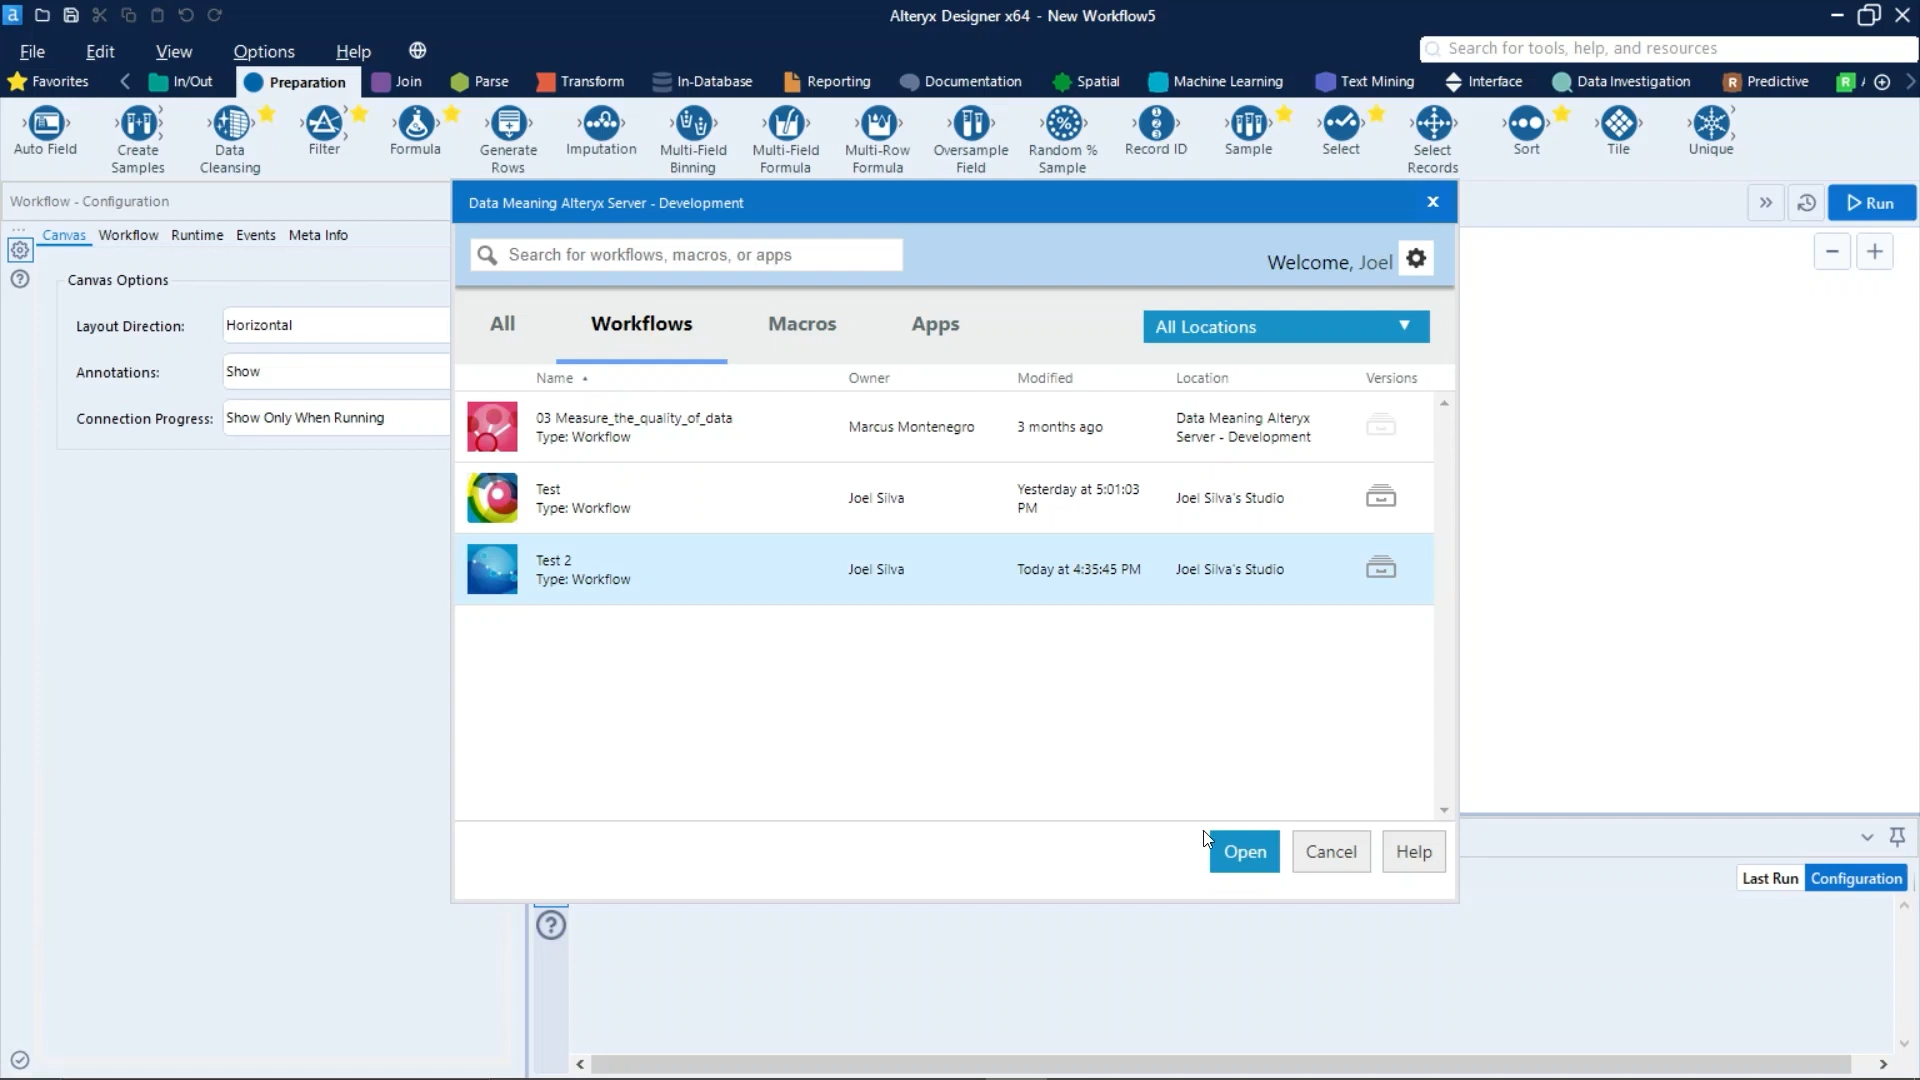 a
Alteryx Designer x64 - New Workflow5
File Edit View Options Help
Search for tools, help, and resources
Favorites In/Out Preparation Join Parse Transform In-Database Reporting Documentation Spatial Machine Learning Text Mining Interface Data Investigation R Predictive R
Auto Field
Create
Samples
Data
Cleansing
Filter
Formula
Generate
Rows
Imputation
Multi-Field
Binning
Multi-Field
Formula
Multi-Row
Formula
Oversample
Field
Random %
Sample
Record ID
Sample
Select
Select
Records
Sort
Tile
Unique
Workflow - Configuration
Data Meaning Alteryx Server - Development
Run
Canvas Workflow Runtime Events Meta Info
Search for workflows, macros, or apps
Welcome, Joel
Canvas Options
Layout Direction: Horizontal
Annotations: Show
Connection Progress: Show Only When Running
All Workflows Macros Apps All Locations
Name Owner Modified Location Versions
03 Measure_the_quality_of_data
Type: Workflow
Marcus Montenegro
3 months ago
Data Meaning Alteryx
Server - Development
Test
Type: Workflow
Joel Silva
Yesterday at 5:01:03
PM
Joel Silva's Studio
Test 2
Type: Workflow
Joel Silva
Today at 4:35:45 PM
Joel Silva's Studio
Open Cancel Help
Last Run Configuration